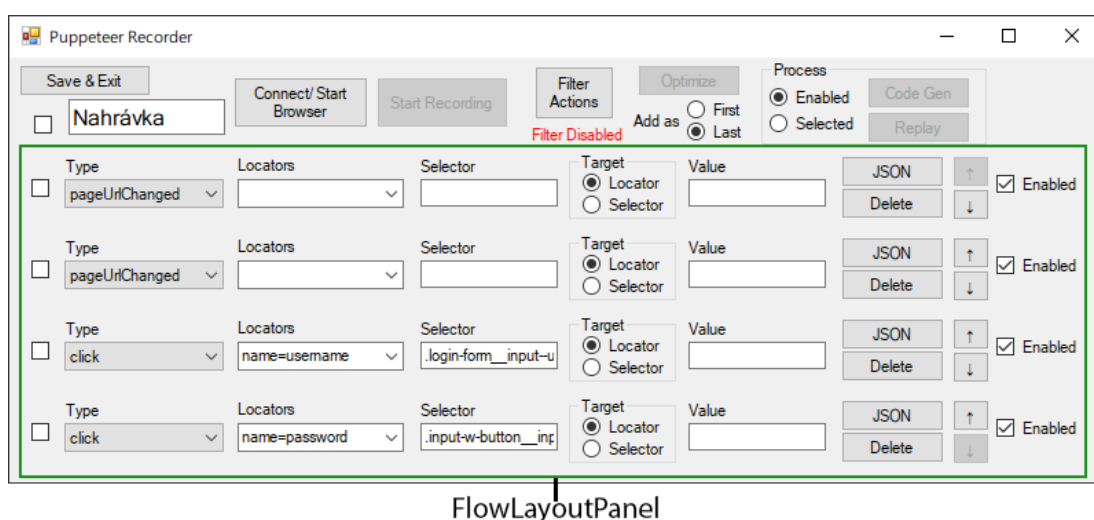 Puppeteer Recorder
Save & Exit
Nahrávka
Connect/ Start
Browser
Start Recording
Filter
Actions
Filter Disabled
Optimize
Add as
First
Last
Process
Enabled
Selected
Code Gen
Replay
Type Locators Selector Target Value
pageUrlChanged Locator Selector JSON Delete ↑ ↓ Enabled
Type Locators Selector Target Value
pageUrlChanged Locator Selector JSON Delete ↑ ↓ Enabled
Type Locators Selector Target Value
click name=username .login-form__input--u Locator Selector JSON Delete ↑ ↓ Enabled
Type Locators Selector Target Value
click name=password .input-w-button__inp Locator Selector JSON Delete ↑ ↓ Enabled
FlowLayoutPanel